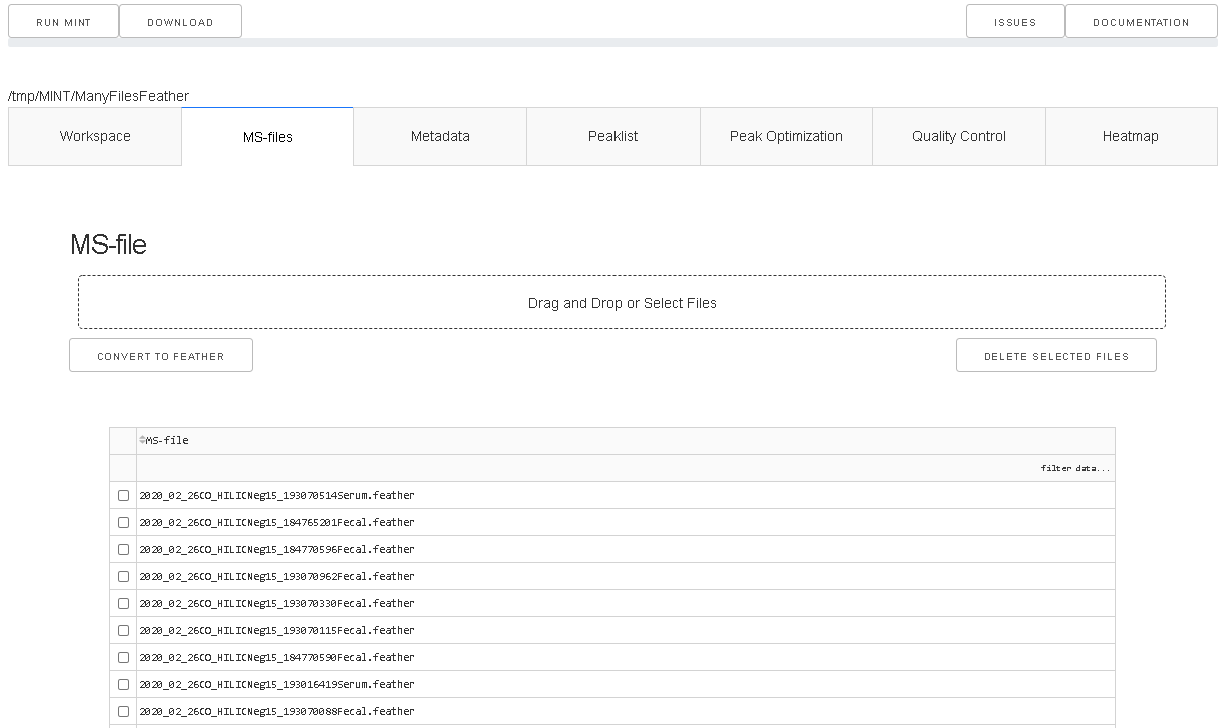 RUN MINT DOWNLOAD ISSUES DOCUMENTATION
/tmp/MINT/ManyFilesFeather
Workspace MS-files Metadata Peaklist Peak Optimization Quality Control Heatmap
MS-file
Drag and Drop or Select Files
CONVERT TO FEATHER DELETE SELECTED FILES
MS-file
filter data...
2020_02_26CO_HILICNeg15_193070514Serum.feather
2020_02_26CO_HILICNeg15_184765201Fecal.feather
2020_02_26CO_HILICNeg15_184770596Fecal.feather
2020_02_26CO_HILICNeg15_193070962Fecal.feather
2020_02_26CO_HILICNeg15_193070330Fecal.feather
2020_02_26CO_HILICNeg15_193070115Fecal.feather
2020_02_26CO_HILICNeg15_184770590Fecal.feather
2020_02_26CO_HILICNeg15_193016419Serum.feather
2020_02_26CO_HILICNeg15_193070088Fecal.feather